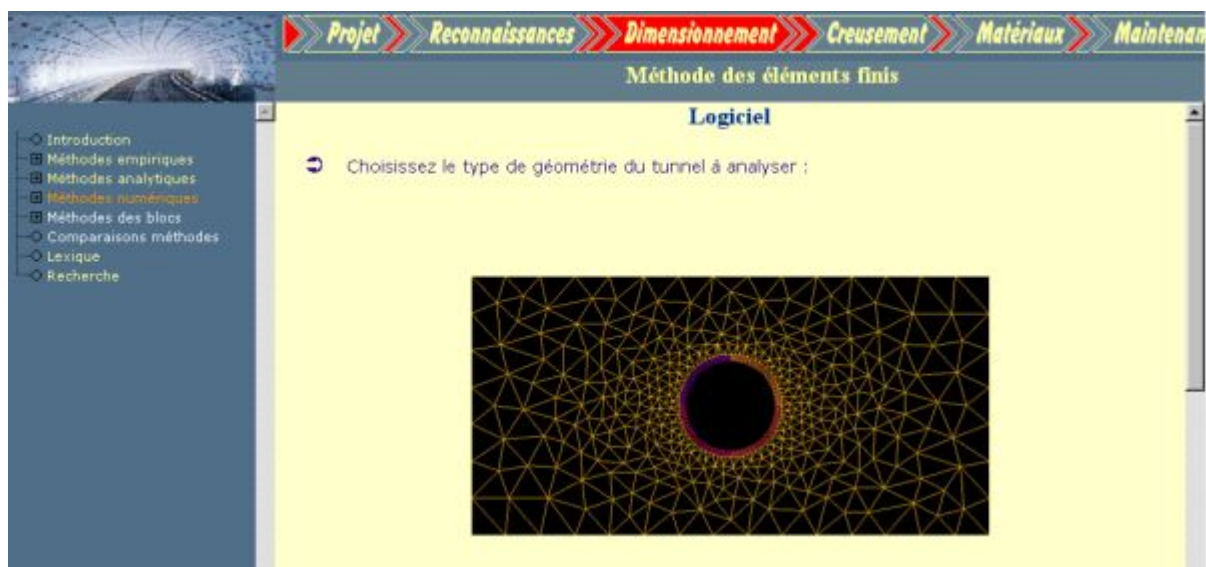 Projet Reconnaissances Dimensionnement Creusement Matériaux
Méthode des éléments finis
Introduction
Méthodes empiriques
Méthodes analytiques
Méthodes numériques
Méthodes des blocs
Comparaisons méthodes
Lexique
Recherche
Logiciel
Choisissez le type de géométrie du tunnel à analyser :